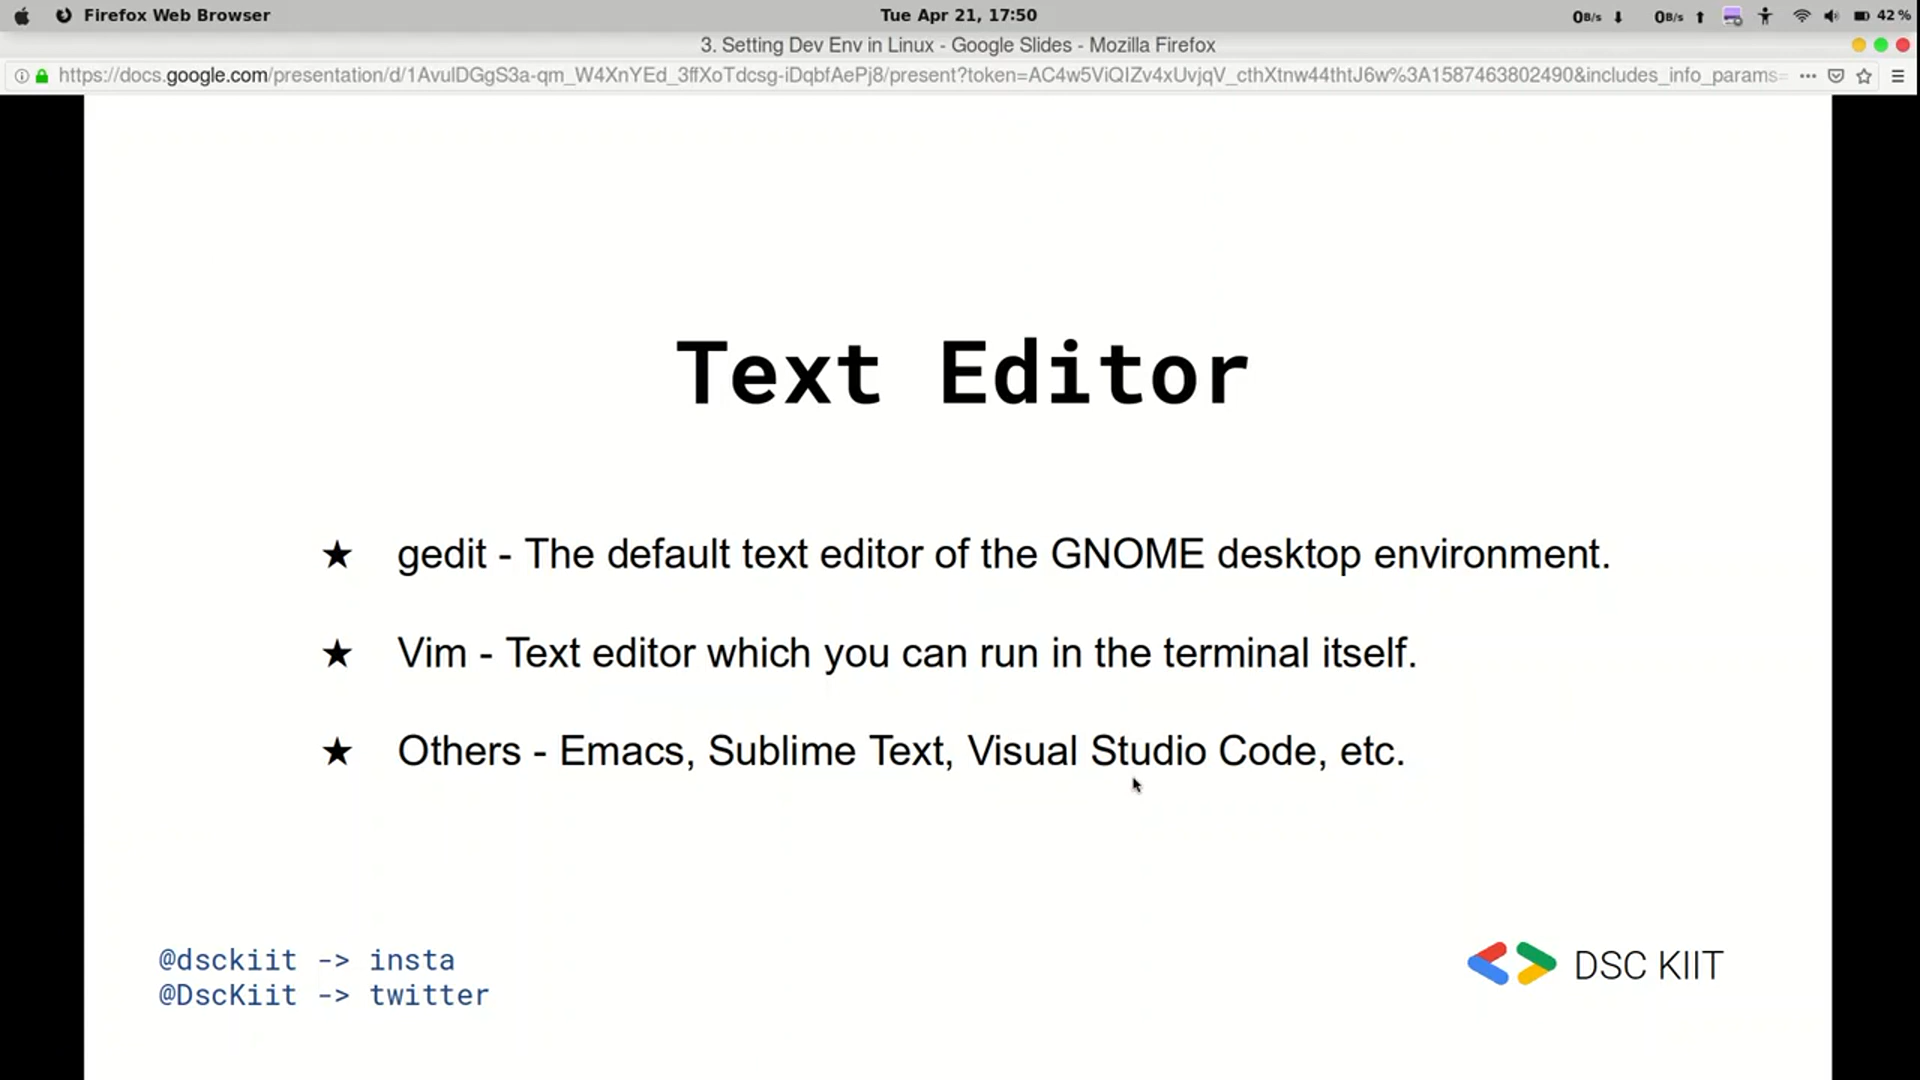 Firefox Web Browser
Tue Apr 21, 17:50
0B/s 0B/s 42%
3. Setting Dev Env in Linux - Google Slides - Mozilla Firefox
https://docs.google.com/presentation/d/1AvulDGgS3a-qm_W4XnYEd_3ffXoTdcsg-iDqbfAePj8/present?token=AC4w5ViQIZv4xUvjqV_cthXtnw44thtJ6w%3A1587463802490&includes_info_params=
Text Editor
★ gedit - The default text editor of the GNOME desktop environment.
★ Vim - Text editor which you can run in the terminal itself.
★ Others - Emacs, Sublime Text, Visual Studio Code, etc.
@dsckiit -> insta
@DscKiit -> twitter
DSC KIIT